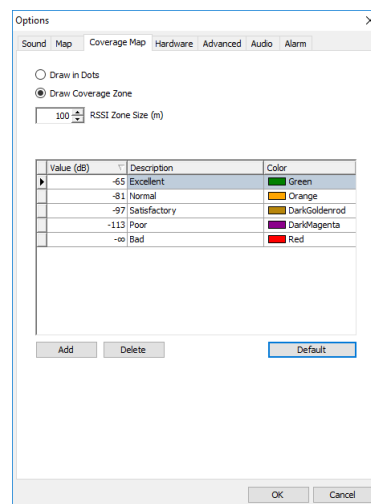 Options
Sound Map Coverage Map Hardware Advanced Audio Alarm
Draw in Dots
Draw Coverage Zone
100 RSSI Zone Size (m)
Value (dB) Description Color
-65 Excellent Green
-81 Normal Orange
-97 Satisfactory DarkGoldenrod
-113 Poor DarkMagenta
-∞ Bad Red
Add Delete Default
OK Cancel